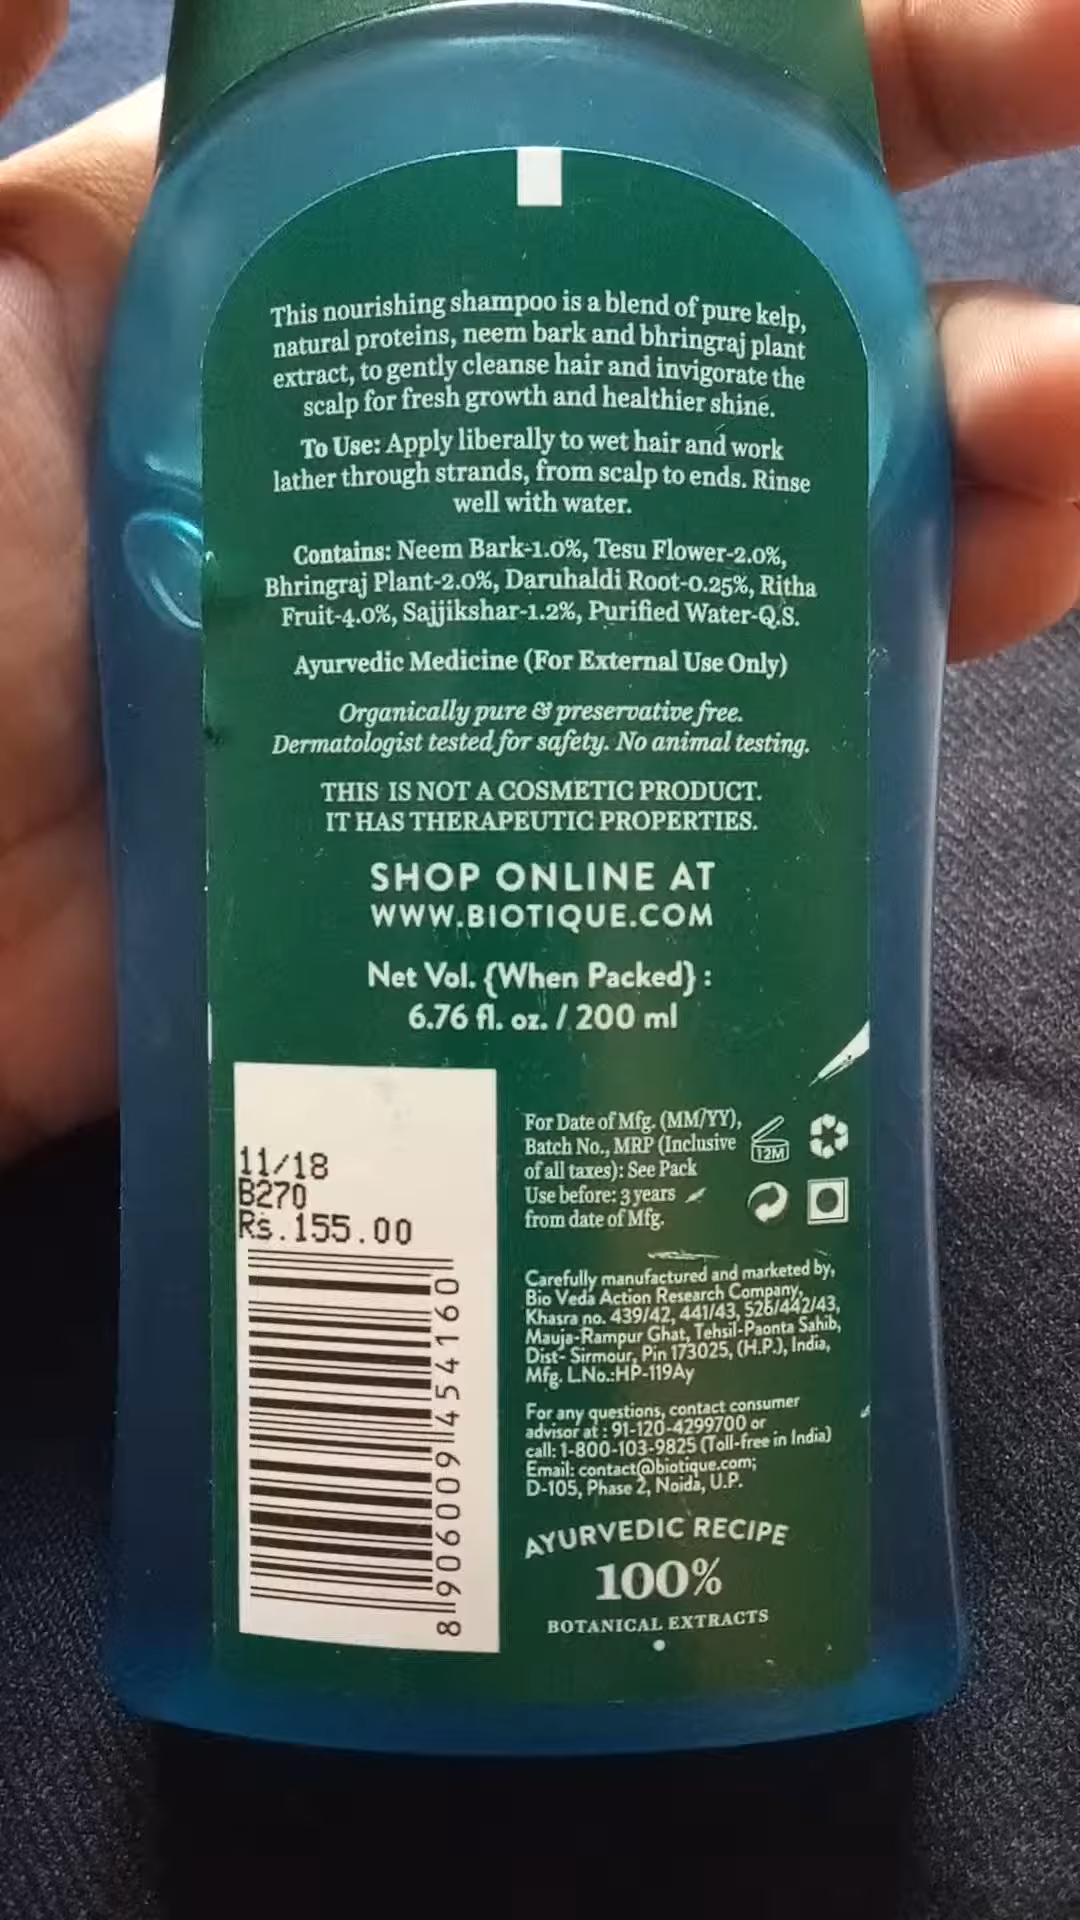 This nourishing shampoo is a blend of pure kelp,
natural proteins, neem bark and bhringraj plant
extract, to gently cleanse hair and invigorate the
scalp for fresh growth and healthier shine.
To Use: Apply liberally to wet hair and work
lather through strands, from scalp to ends. Rinse
well with water.
Contains: Neem Bark-1.0%, Tesu Flower-2.0%,
Bhringraj Plant-2.0%, Daruhaldi Root-0.25%, Ritha
Fruit-4.0%, Sajjikshar-1.2%, Purified Water-Q.S.
Ayurvedic Medicine (For External Use Only)
Organically pure & preservative free.
Dermatologist tested for safety. No animal testing.
THIS IS NOT A COSMETIC PRODUCT.
IT HAS THERAPEUTIC PROPERTIES.
SHOP ONLINE AT
WWW.BIOTIQUE.COM
Net Vol. {When Packed} :
6.76 fl. oz. / 200 ml
11/18
B270
Rs.155.00
8906009454160
For Date of Mfg. (MM/YY),
Batch No., MRP (Inclusive
of all taxes): See Pack
Use before: 3 years
from date of Mfg.
12M
Carefully manufactured and marketed by,
Bio Veda Action Research Company,
Khasra no. 439/42, 441/43, 526/442/43,
Mauja-Rampur Ghat, Tehsil-Paonta Sahib,
Dist- Sirmour, Pin 173025, (H.P.), India,
Mfg. L.No.:HP-119Ay
For any questions, contact consumer
advisor at : 91-120-4299700 or
call: 1-800-103-9825 (Toll-free in India)
Email: contact@biotique.com;
D-105, Phase 2, Noida, U.P.
AYURVEDIC RECIPE
100%
BOTANICAL EXTRACTS